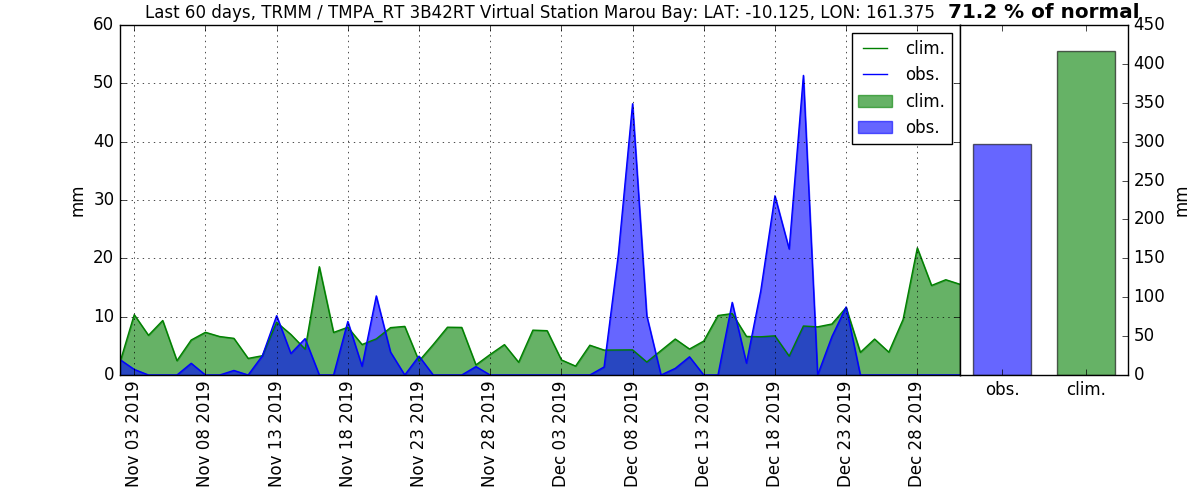 Last 60 days, TRMM / TMPA_RT 3B42RT Virtual Station Marou Bay: LAT: -10.125, LON: 161.375
71.2 % of normal
60
50
40
30
20
10
0
mm
clim.
obs.
clim.
obs.
Nov 03 2019
Nov 08 2019
Nov 13 2019
Nov 18 2019
Nov 23 2019
Nov 28 2019
Dec 03 2019
Dec 08 2019
Dec 13 2019
Dec 18 2019
Dec 23 2019
Dec 28 2019
450
400
350
300
250
200
150
100
50
0
mm
obs.
clim.